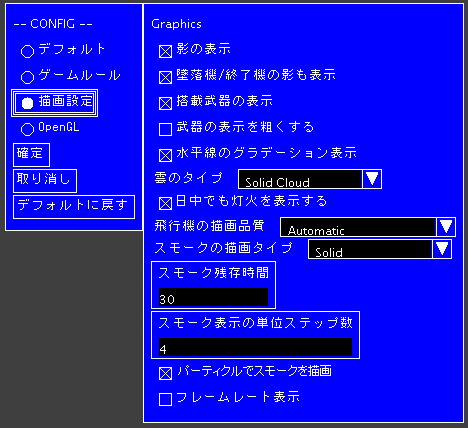 -- CONFIG --
デフォルト
ゲームルール
描画設定
OpenGL
確定
取り消し
デフォルトに戻す
Graphics
影の表示
墜落機/終了機の影も表示
搭載武器の表示
武器の表示を粗くする
水平線のグラデーション表示
雲のタイプ Solid Cloud
日中でも灯火を表示する
飛行機の描画品質 Automatic
スモークの描画タイプ Solid
スモーク残存時間
30
スモーク表示の単位ステップ数
4
パーティクルでスモークを描画
フレームレート表示